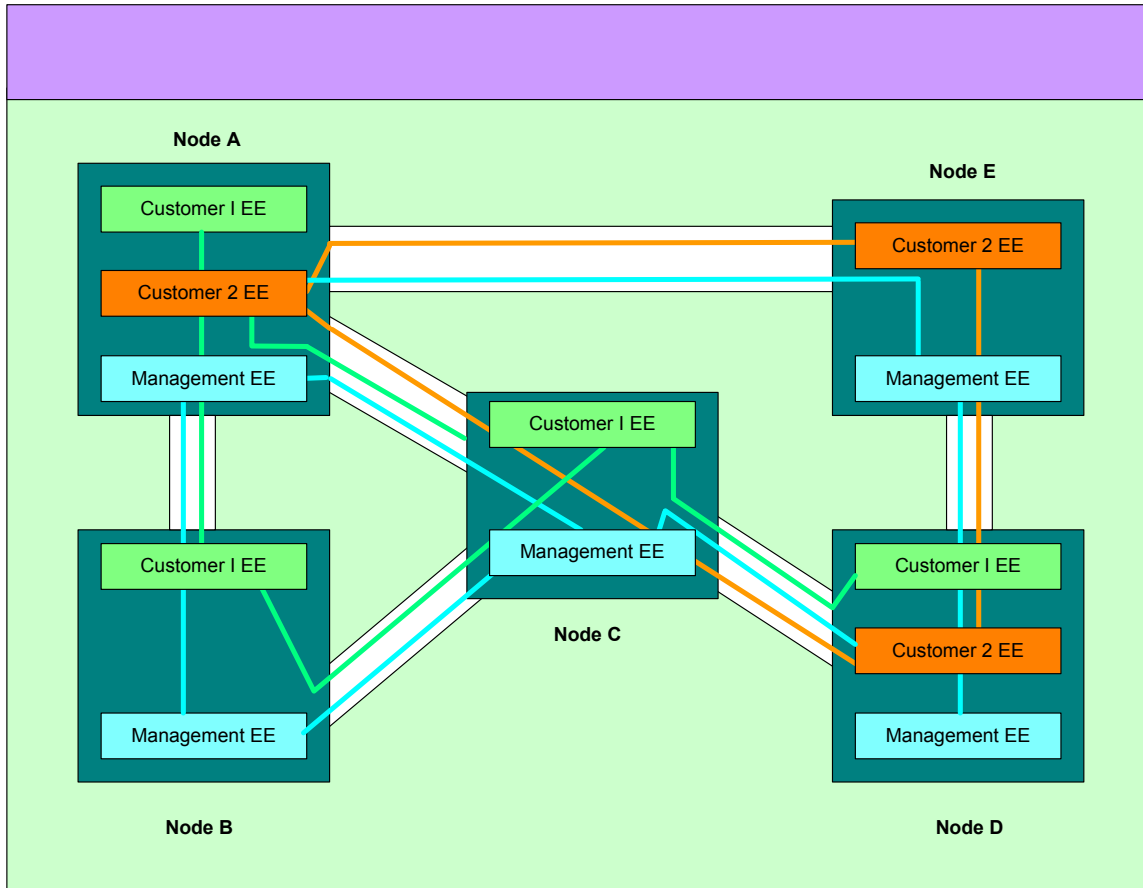 Node A
Customer I EE
Customer 2 EE
Management EE
Node E
Customer 2 EE
Management EE
Customer I EE
Management EE
Node C
Customer I EE
Management EE
Node B
Customer I EE
Customer 2 EE
Management EE
Node D